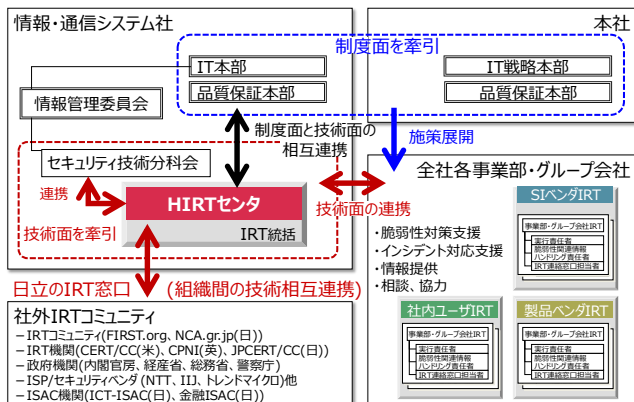 情報・通信システム社
本社
制度面を牽引
IT本部
品質保証本部
IT戦略本部
品質保証本部
情報管理委員会
制度面と技術面の
相互連携
施策展開
セキュリティ技術分科会
連携
HIRTセンタ
IRT統括
技術面を牽引
技術面の連携
全社各事業部・グループ会社
・脆弱性対策支援
・インシデント対応支援
・情報提供
・相談、協力
SIベンダIRT
事業部・グループ会社IRT
実行責任者
脆弱性関連情報
ハンドリング責任者
IRT連絡窓口担当者
社内ユーザIRT
事業部・グループ会社IRT
実行責任者
脆弱性関連情報
ハンドリング責任者
IRT連絡窓口担当者
製品ベンダIRT
事業部・グループ会社IRT
実行責任者
脆弱性関連情報
ハンドリング責任者
IRT連絡窓口担当者
日立のIRT窓口
(組織間の技術相互連携)
社外IRTコミュニティ
－IRTコミュニティ(FIRST.org、NCA.gr.jp(日))
－IRT機関(CERT/CC(米)、CPNI(英)、JPCERT/CC(日))
－政府機関(内閣官房、経産省、総務省、警察庁)
－ISP/セキュリティベンダ(NTT、IIJ、トレンドマイクロ)他
－ISAC機関(ICT-ISAC(日)、金融ISAC(日))